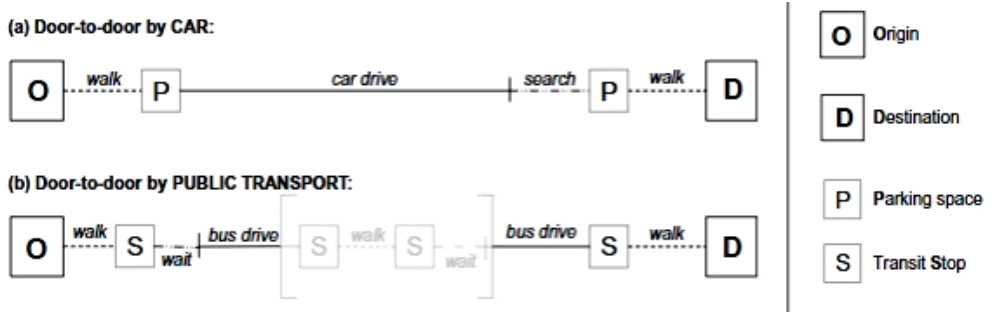 (a) Door-to-door by CAR:
O walk P car drive search P walk D
(b) Door-to-door by PUBLIC TRANSPORT:
O walk S wait bus drive S walk S wait bus drive S walk D
O Origin
D Destination
P Parking space
S Transit Stop